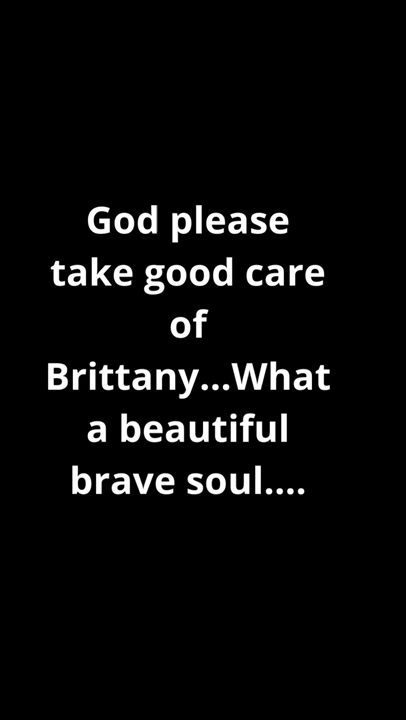 God please
take good care
of
Brittany...What
a beautiful
brave soul....